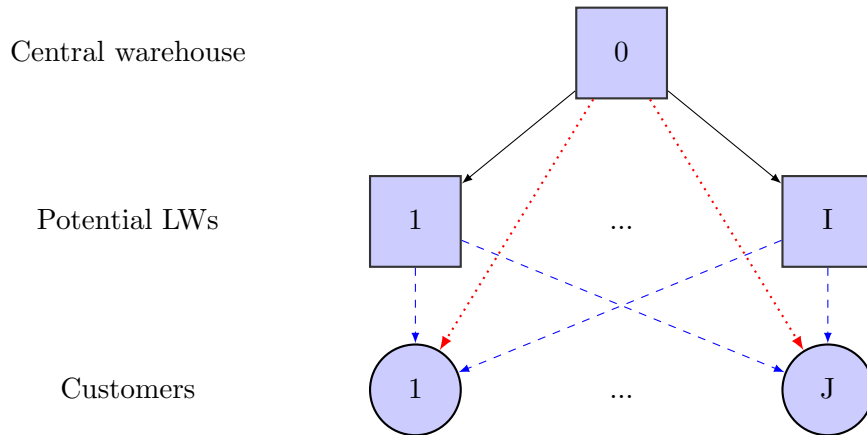 Central warehouse 0
Potential LWs 1 ... I
Customers 1 ... J